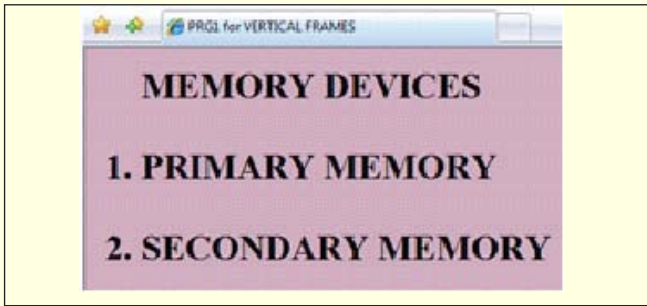 PRG1 for VERTICAL FRAMES
MEMORY DEVICES
1. PRIMARY MEMORY
2. SECONDARY MEMORY